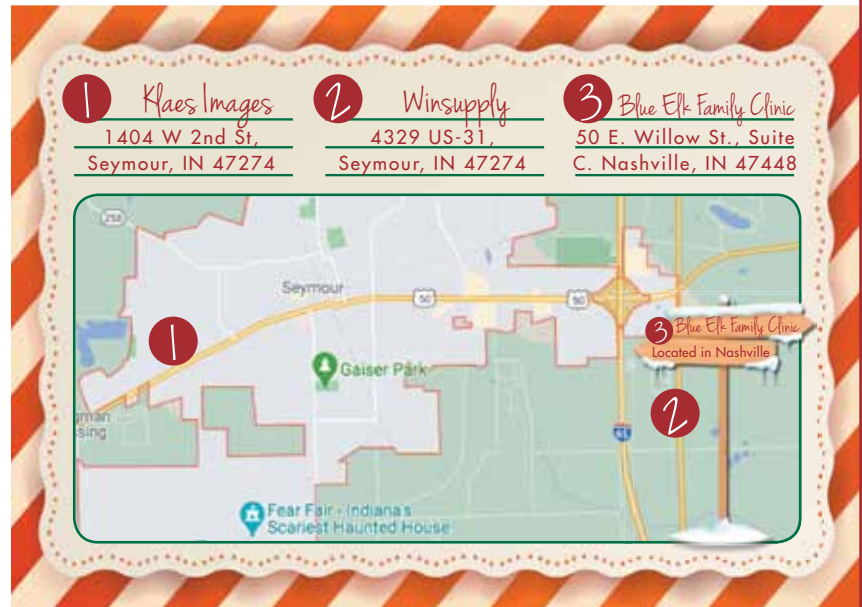 1 Klaes Images
1404 W 2nd St,
Seymour, IN 47274
2 Winsupply
4329 US-31,
Seymour, IN 47274
3 Blue Elk Family Clinic
50 E. Willow St., Suite
C. Nashville, IN 47448
258
Seymour
50
50
1
3 Blue Elk Family Clinic
Located in Nashville
Gaiser Park
2
65
gman
sing
Fear Fair - Indiana's
Scariest Haunted House